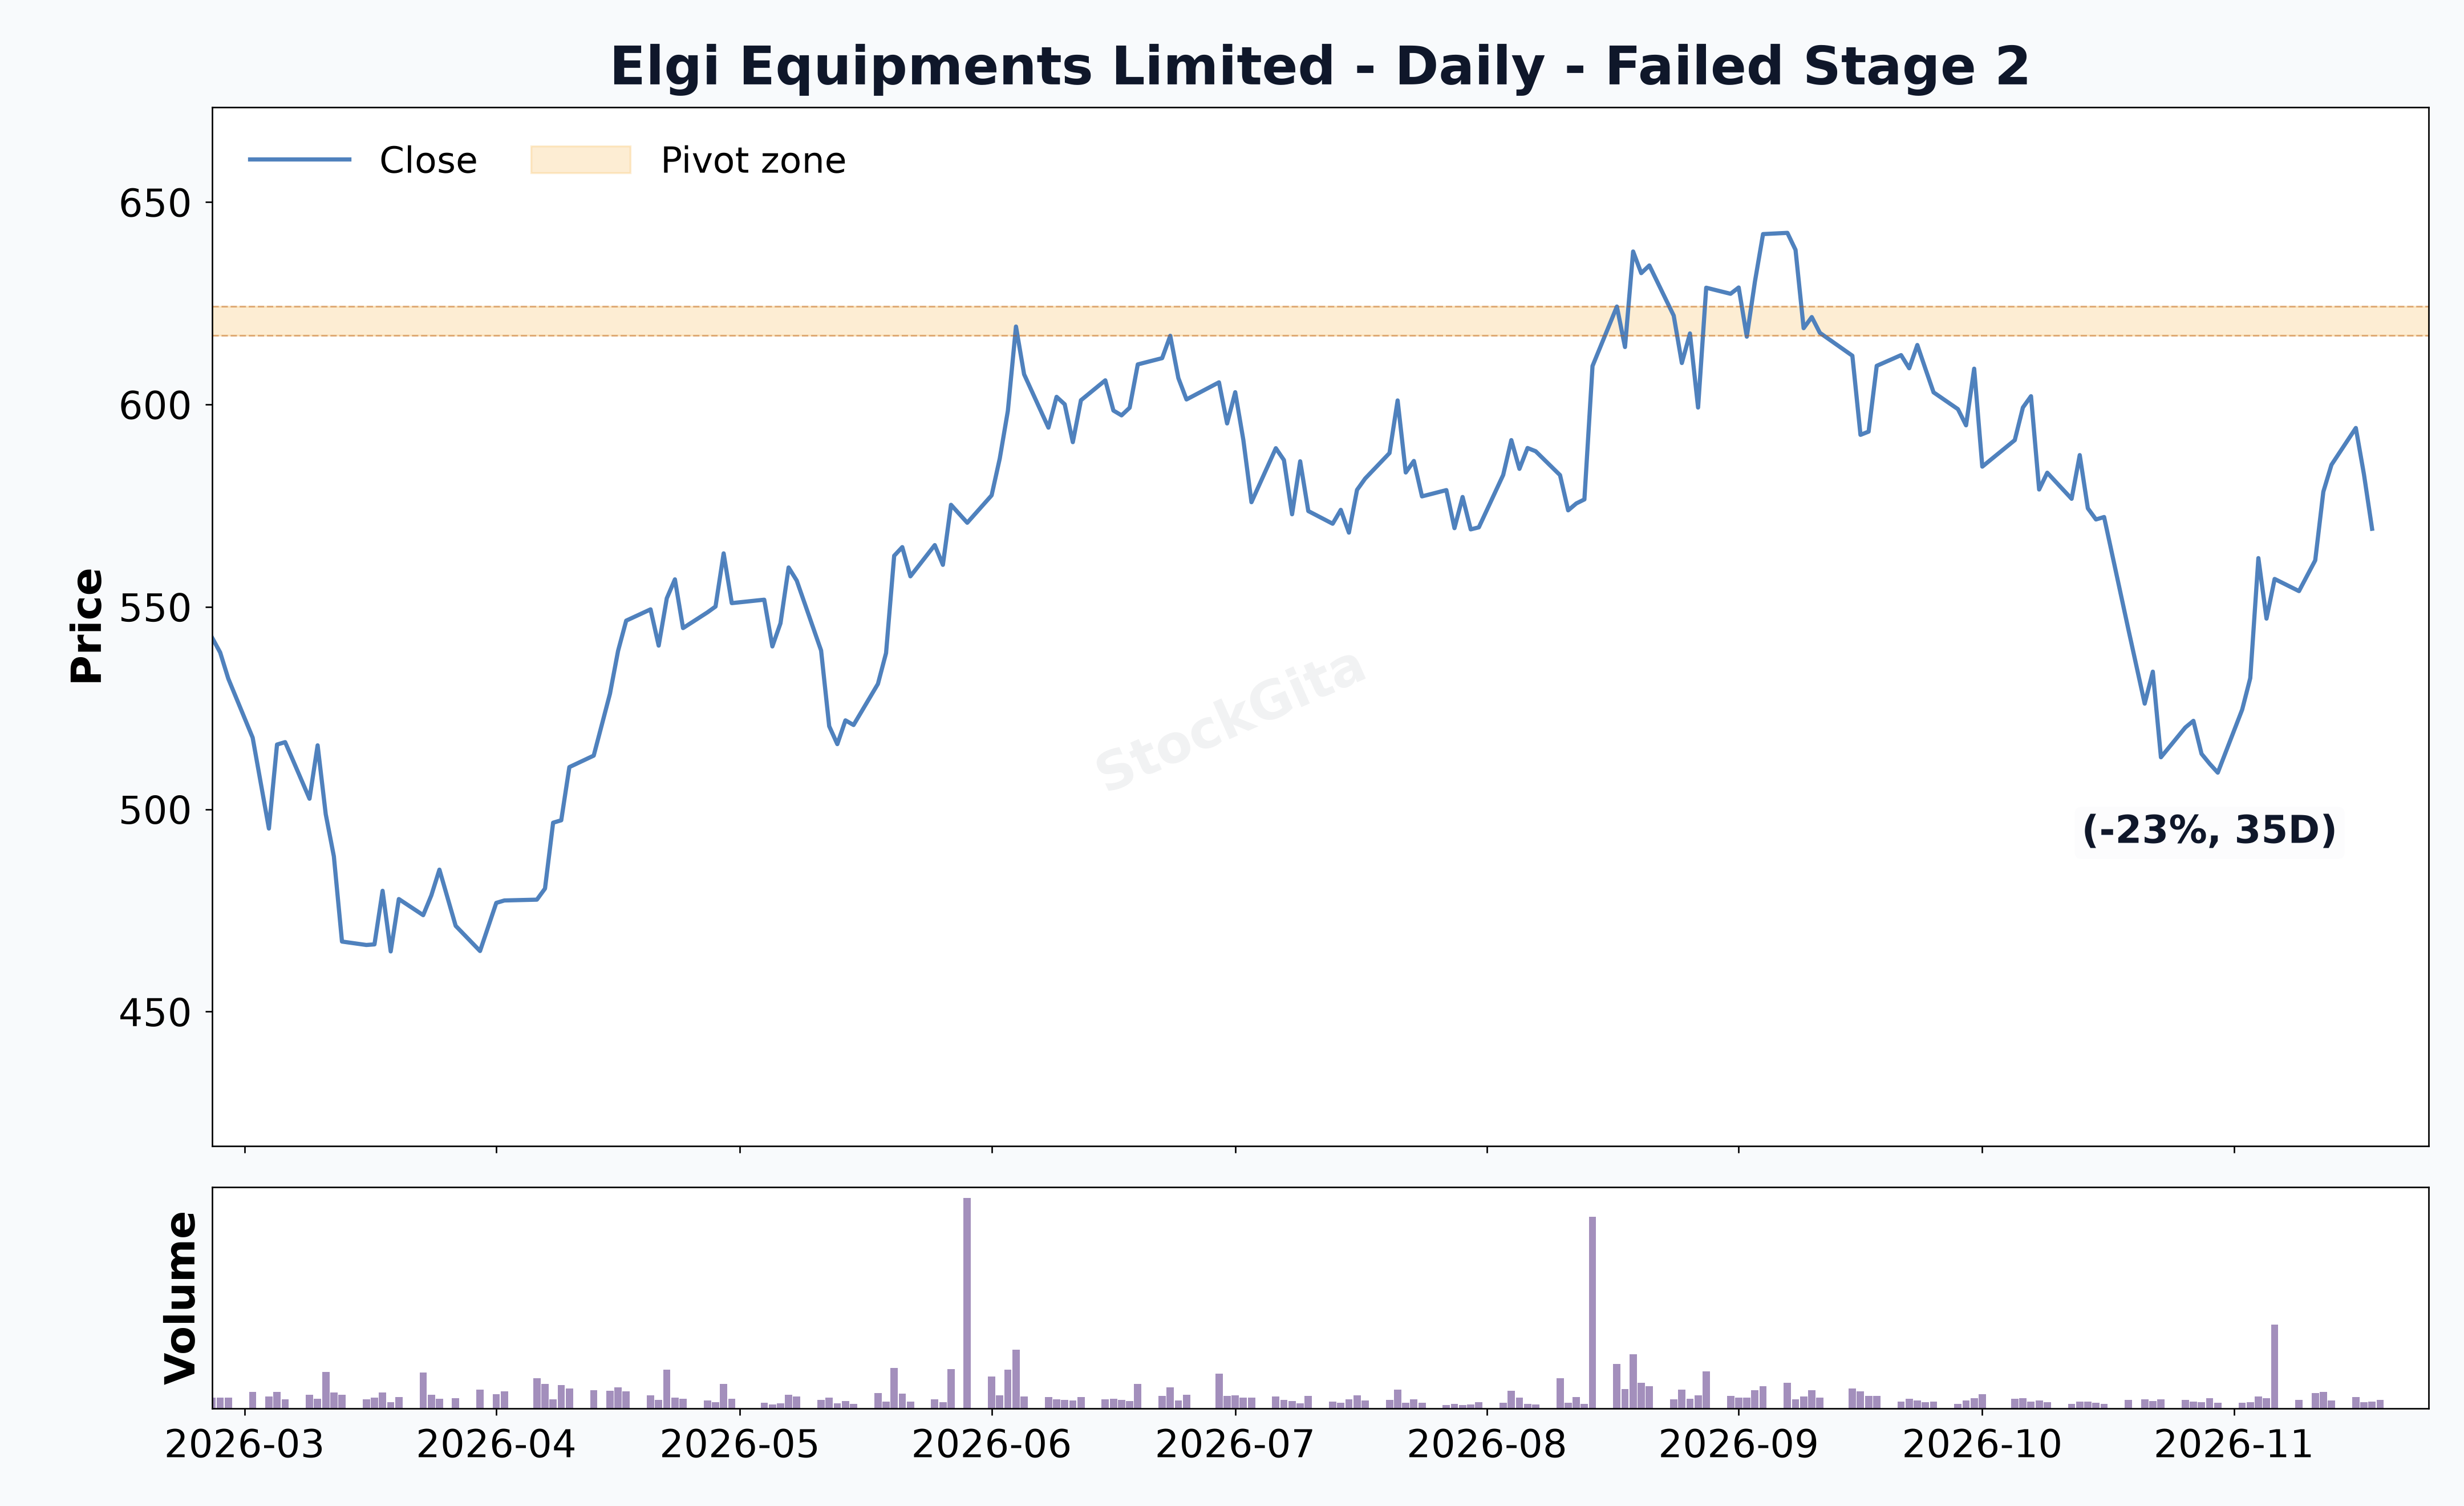 Elgi Equipments Limited - Daily - Failed Stage 2
Close
Pivot zone
Price
650
600
550
500
450
StockGita
(-23%, 35D)
Volume
2026-03
2026-04
2026-05
2026-06
2026-07
2026-08
2026-09
2026-10
2026-11